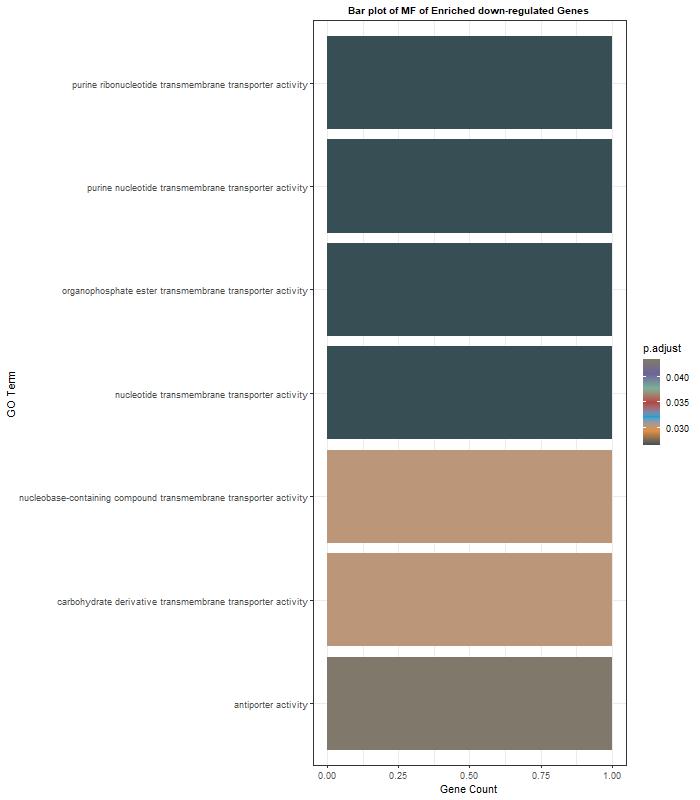 Bar plot of MF of Enriched down-regulated Genes
purine ribonucleotide transmembrane transporter activity
purine nucleotide transmembrane transporter activity
organophosphate ester transmembrane transporter activity
nucleotide transmembrane transporter activity
nucleobase-containing compound transmembrane transporter activity
carbohydrate derivative transmembrane transporter activity
antiporter activity
GO Term
0.00 0.25 0.50 0.75 1.00
Gene Count
p.adjust
0.040
0.035
0.030